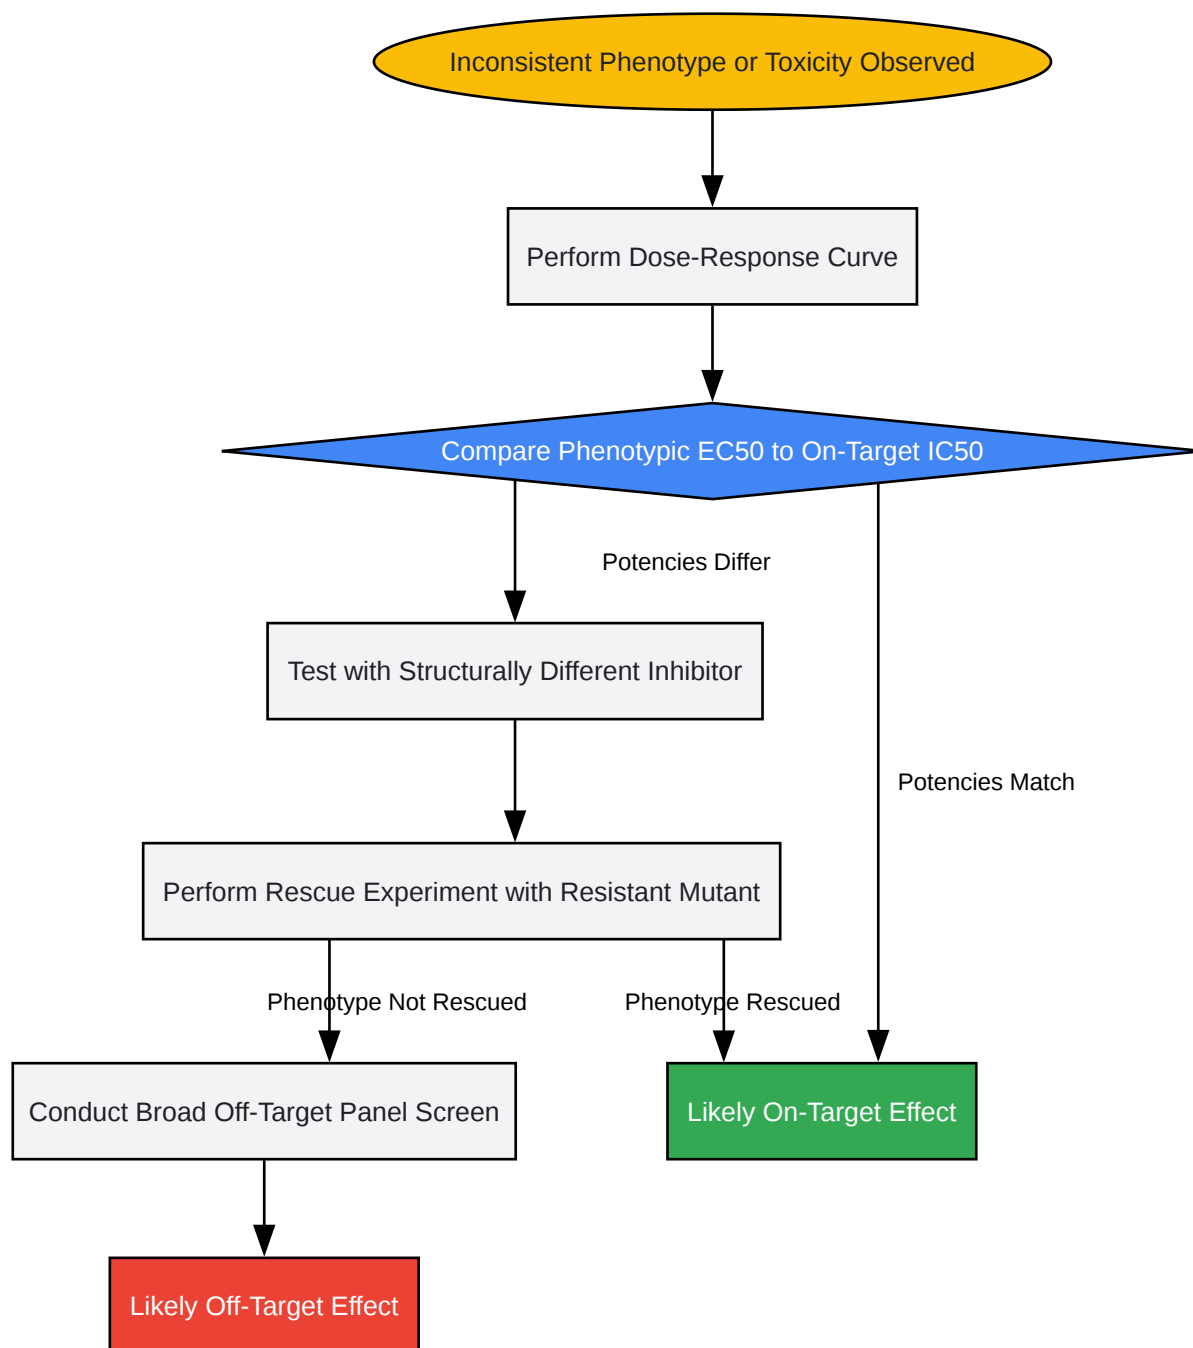 Inconsistent Phenotype or Toxicity Observed
Perform Dose-Response Curve
Compare Phenotypic EC50 to On-Target IC50
Potencies Differ
Test with Structurally Different Inhibitor
Potencies Match
Perform Rescue Experiment with Resistant Mutant
Phenotype Not Rescued
Phenotype Rescued
Conduct Broad Off-Target Panel Screen
Likely On-Target Effect
Likely Off-Target Effect